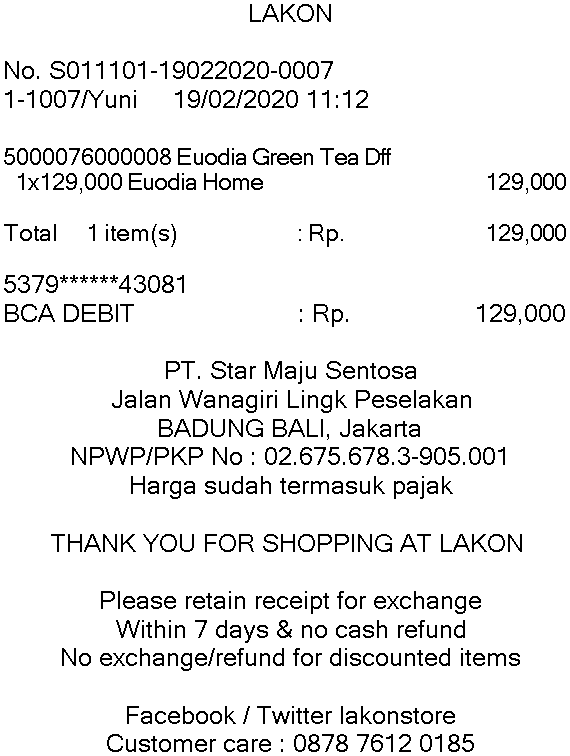 LAKON
No. S011101-19022020-0007
1-1007/Yuni 19/02/2020 11:12
5000076000008 Euodia Green Tea Dff
1x129,000 Euodia Home 129,000
Total 1 item(s) : Rp. 129,000
5379******43081
BCA DEBIT : Rp. 129,000
PT. Star Maju Sentosa
Jalan Wanagiri Lingk Peselakan
BADUNG BALI, Jakarta
NPWP/PKP No : 02.675.678.3-905.001
Harga sudah termasuk pajak
THANK YOU FOR SHOPPING AT LAKON
Please retain receipt for exchange
Within 7 days & no cash refund
No exchange/refund for discounted items
Facebook / Twitter lakonstore
Customer care : 0878 7612 0185